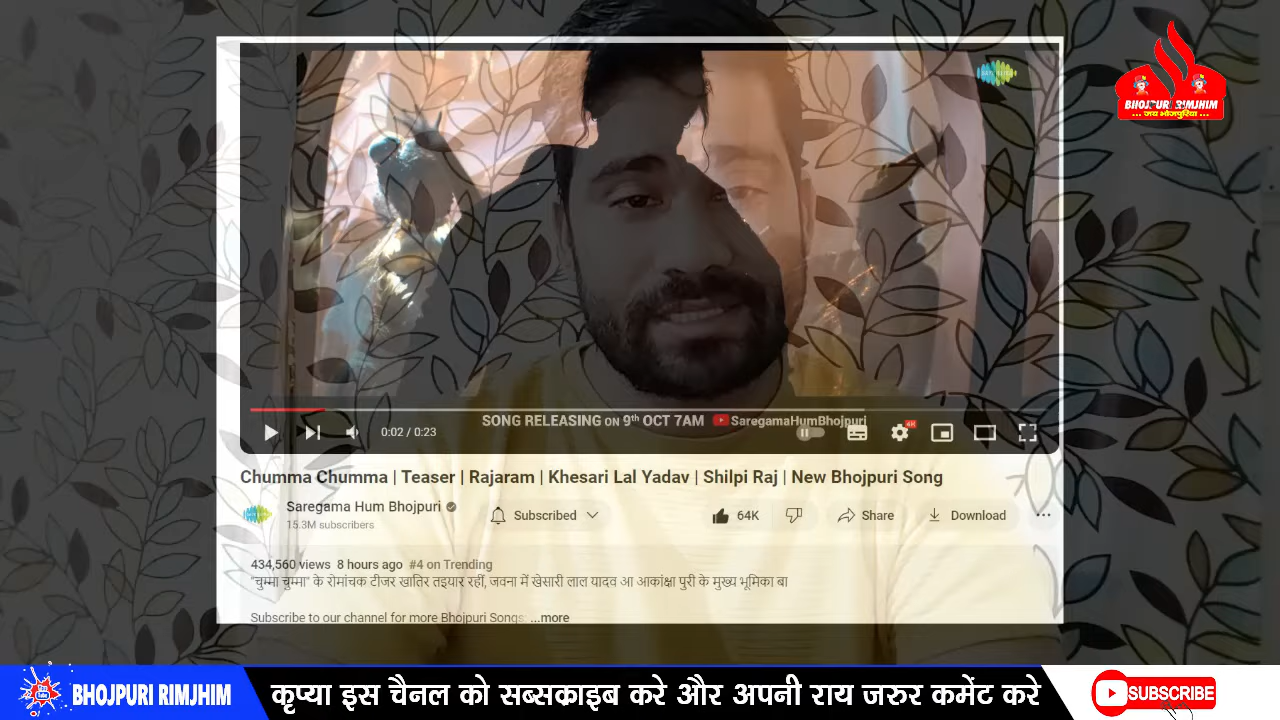 BHOJPURI RIMJHIM
... जय भोजपुरिया ...
SONG RELEASING ON 9th OCT 7AM SaregamaHumBhojpuri
0:02 / 0:23
Chumma Chumma | Teaser | Rajaram | Khesari Lal Yadav | Shilpi Raj | New Bhojpuri Song
Saregama Hum Bhojpuri
15.3M subscribers
Subscribed
64K
Share
Download
434,560 views 8 hours ago #4 on Trending
"चुम्मा चुम्मा" के रोमांचक टीजर खातिर तइयार रहीं, जवना में खेसारी लाल यादव आ आकांक्षा पुरी के मुख्य भूमिका बा
Subscribe to our channel for more Bhojpuri Songs: ...more
BHOJPURI RIMJHIM
कृप्या इस चैनल को सब्सक्राइब करे और अपनी राय जरुर कमेंट करे
SUBSCRIBE